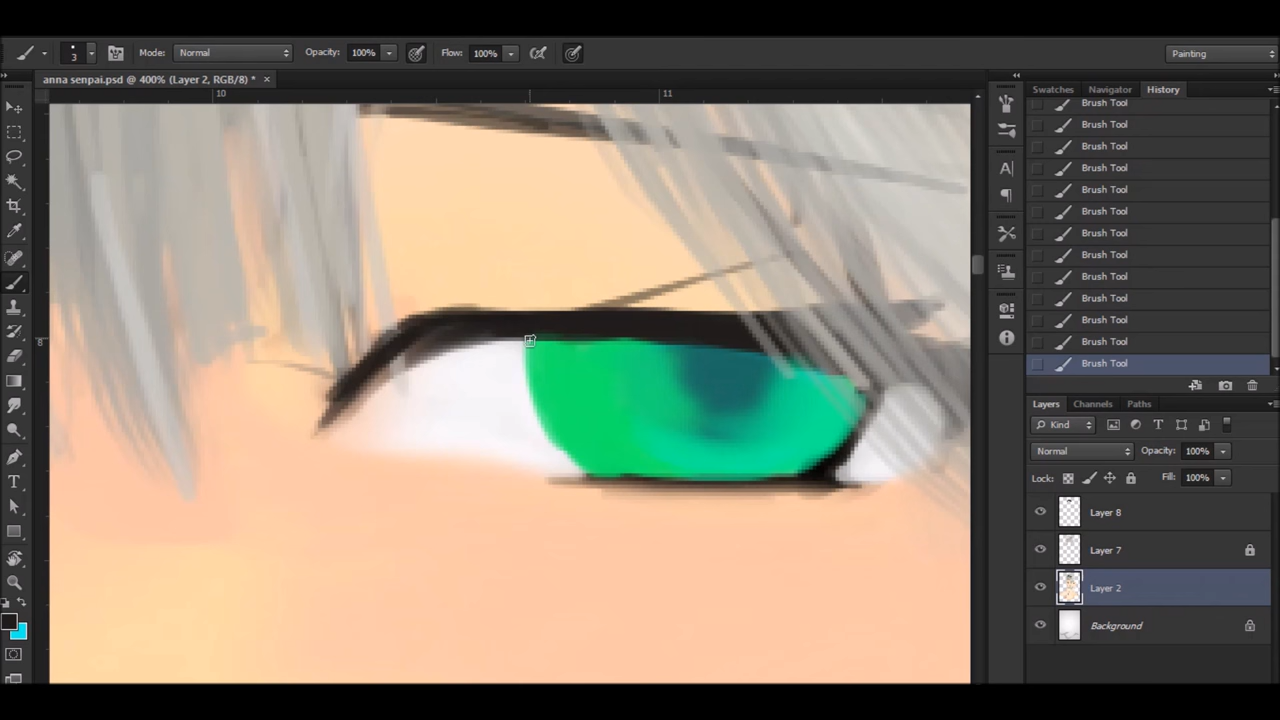 3 Mode: Normal Opacity: 100% Flow: 100% Painting
anna senpai.psd @ 400% (Layer 2, RGB/8) * ×
Swatches Navigator History
10 11
8
Brush Tool
Brush Tool
Brush Tool
Brush Tool
Brush Tool
Brush Tool
Brush Tool
Brush Tool
Brush Tool
Brush Tool
Brush Tool
Brush Tool
Brush Tool
Layers Channels Paths
Kind
Normal Opacity: 100%
Lock: Fill: 100%
Layer 8
Layer 7
Layer 2
Background